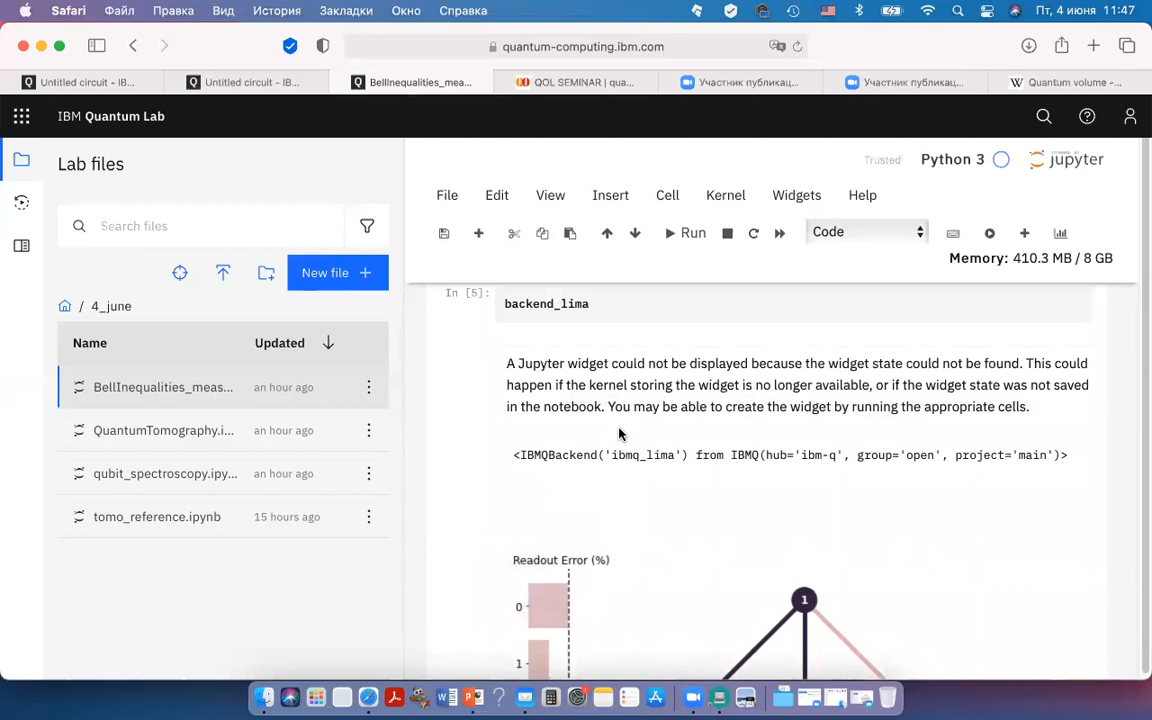 Safari Файл Правка Вид История Закладки Окно Справка Пт, 4 июня 11:47
quantum-computing.ibm.com
Untitled circuit - IB... Untitled circuit - IB... BellInequalities_mea... QOL SEMINAR | qua... Участник публикац... Участник публикац... Quantum volume -...
IBM Quantum Lab
Lab files
Search files
New file +
/ 4_june
Name Updated
BellInequalities_meas... an hour ago
QuantumTomography.i... an hour ago
qubit_spectroscopy.ipy... an hour ago
tomo_reference.ipynb 15 hours ago
Trusted Python 3 jupyter
File Edit View Insert Cell Kernel Widgets Help
Run Code
Memory: 410.3 MB / 8 GB
In [5]: backend_lima
A Jupyter widget could not be displayed because the widget state could not be found. This could
happen if the kernel storing the widget is no longer available, or if the widget state was not saved
in the notebook. You may be able to create the widget by running the appropriate cells.
<IBMQBackend('ibmq_lima') from IBMQ(hub='ibm-q', group='open', project='main')>
Readout Error (%)
0
1
1